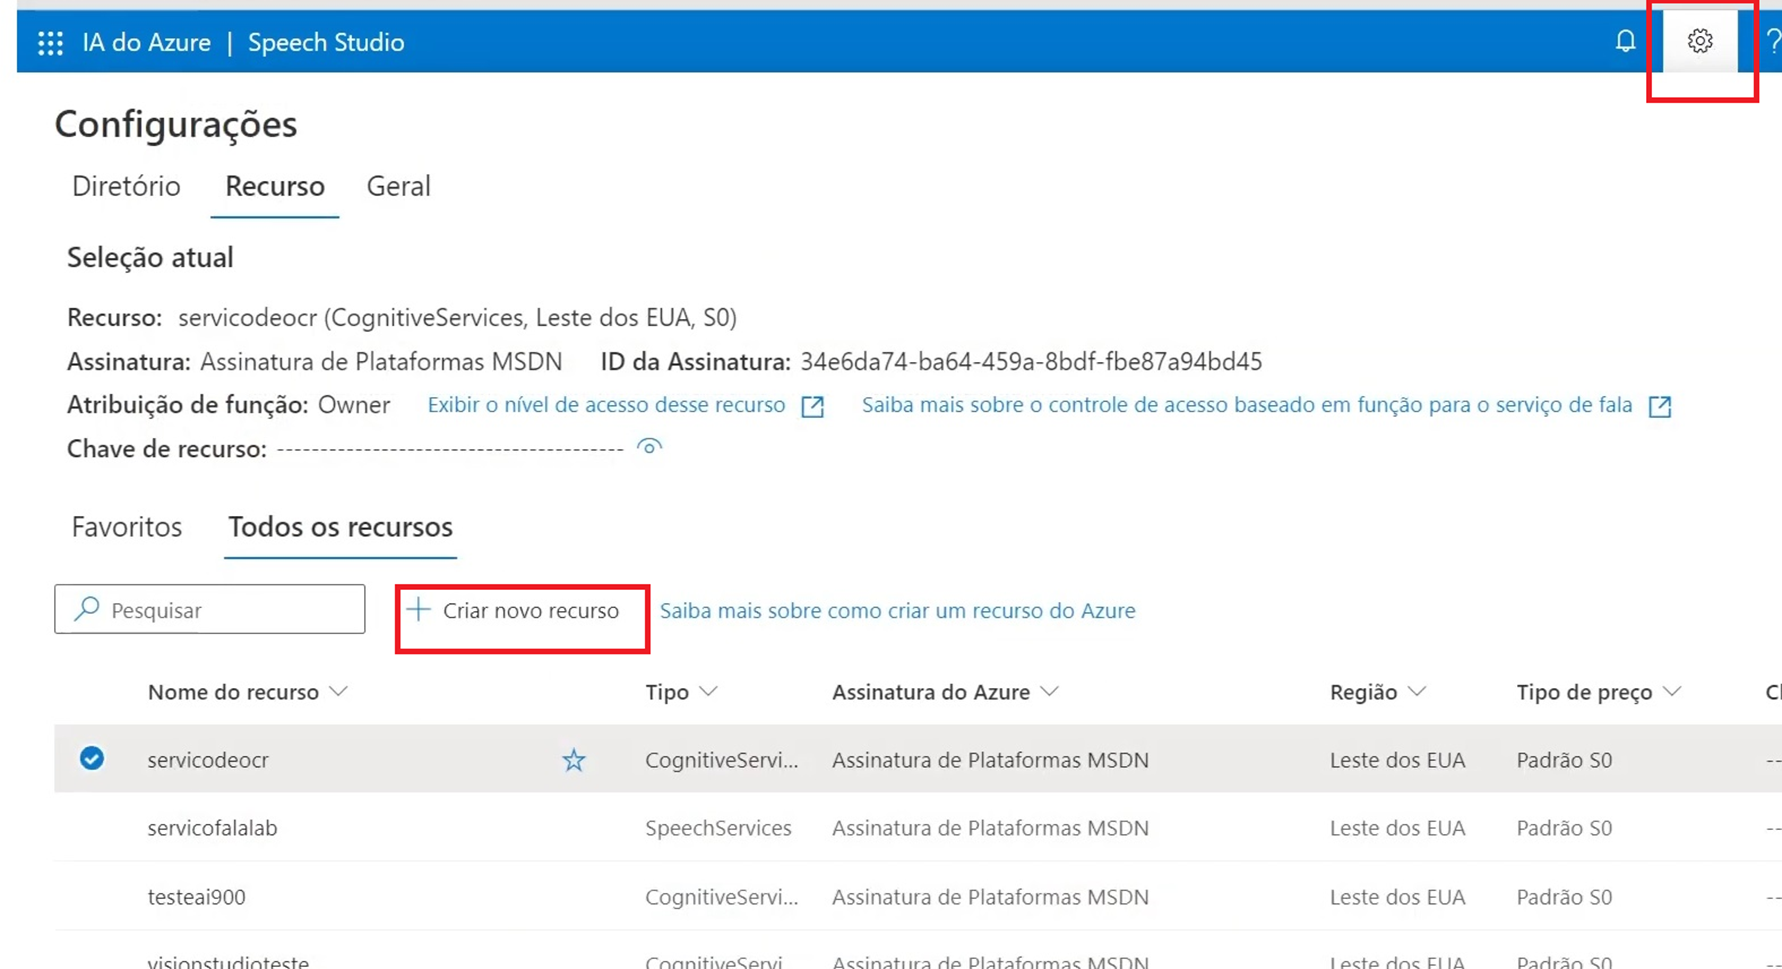 IA do Azure | Speech Studio ?
Configurações
Diretório Recurso Geral
Seleção atual
Recurso: servicodeocr (CognitiveServices, Leste dos EUA, S0)
Assinatura: Assinatura de Plataformas MSDN ID da Assinatura: 34e6da74-ba64-459a-8bdf-fbe87a94bd45
Atribuição de função: Owner Exibir o nível de acesso desse recurso Saiba mais sobre o controle de acesso baseado em função para o serviço de fala
Chave de recurso: ----------------------------------------
Favoritos Todos os recursos
Pesquisar + Criar novo recurso Saiba mais sobre como criar um recurso do Azure
Nome do recurso Tipo Assinatura do Azure Região Tipo de preço
servicodeocr CognitiveServi... Assinatura de Plataformas MSDN Leste dos EUA Padrão S0 --
servicofalalab SpeechServices Assinatura de Plataformas MSDN Leste dos EUA Padrão S0 --
testeai900 CognitiveServi... Assinatura de Plataformas MSDN Leste dos EUA Padrão S0 --
visionstudioteste CognitiveServi Assinatura de Plataformas MSDN Leste dos EUA Padrão S0